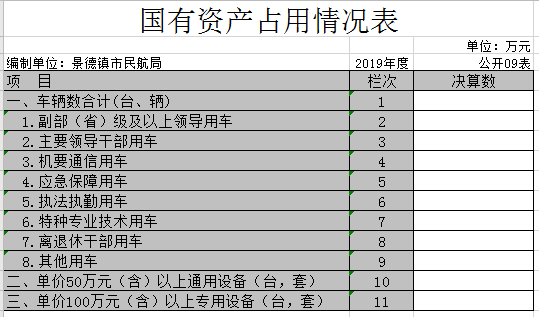 国有资产占用情况表
单位：万元
编制单位：景德镇市民航局 2019年度 公开09表
项　目 栏次 决算数
一、车辆数合计(台、辆) 1
1.副部（省）级及以上领导用车 2
2.主要领导干部用车 3
3.机要通信用车 4
4.应急保障用车 5
5.执法执勤用车 6
6.特种专业技术用车 7
7.离退休干部用车 8
8.其他用车 9
二、单价50万元（含）以上通用设备（台，套） 10
三、单价100万元（含）以上专用设备（台，套） 11